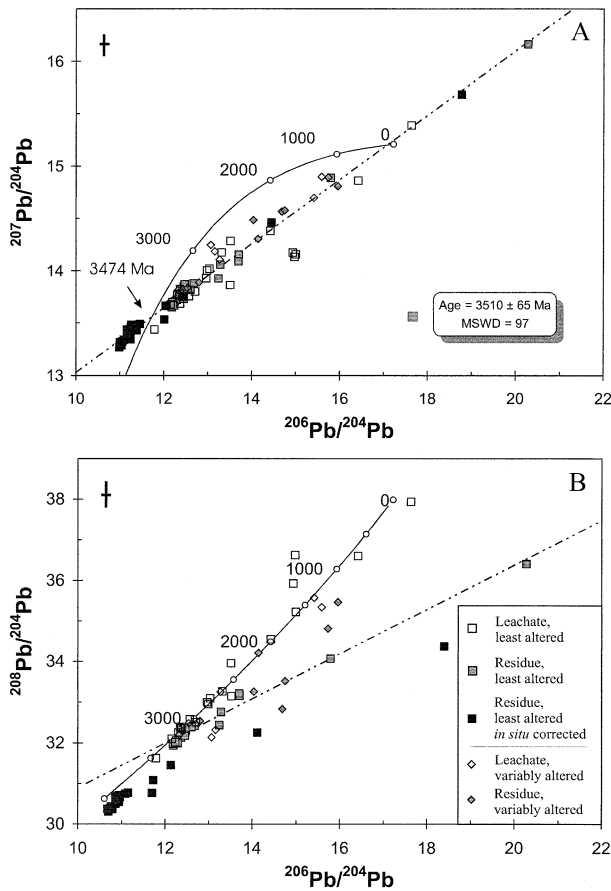 A
16
15
14
13
²⁰⁷Pb/²⁰⁴Pb
0
1000
2000
3000
3474 Ma
Age = 3510 ± 65 Ma
MSWD = 97
10
12
14
16
18
20
22
²⁰⁶Pb/²⁰⁴Pb
B
38
36
34
32
30
²⁰⁸Pb/²⁰⁴Pb
0
1000
2000
3000
Leachate,
least altered
Residue,
least altered
Residue,
least altered
in situ corrected
Leachate,
variably altered
Residue,
variably altered
10
12
14
16
18
20
22
²⁰⁶Pb/²⁰⁴Pb